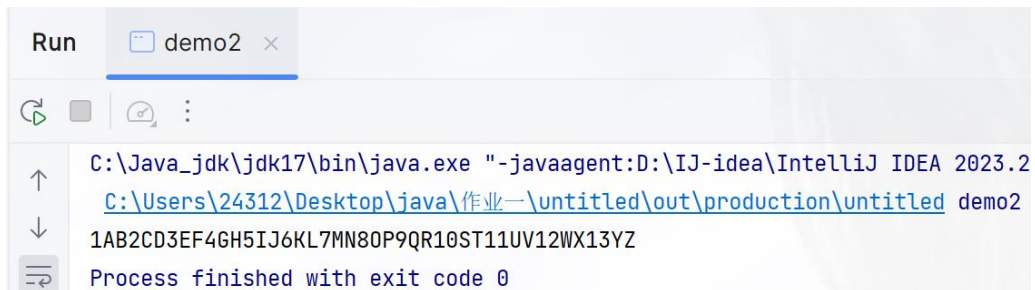 Run demo2
C:\Java_jdk\jdk17\bin\java.exe "-javaagent:D:\IJ-idea\IntelliJ IDEA 2023.2
C:\Users\24312\Desktop\java\作业一\untitled\out\production\untitled demo2
1AB2CD3EF4GH5IJ6KL7MN8OP9QR10ST11UV12WX13YZ
Process finished with exit code 0